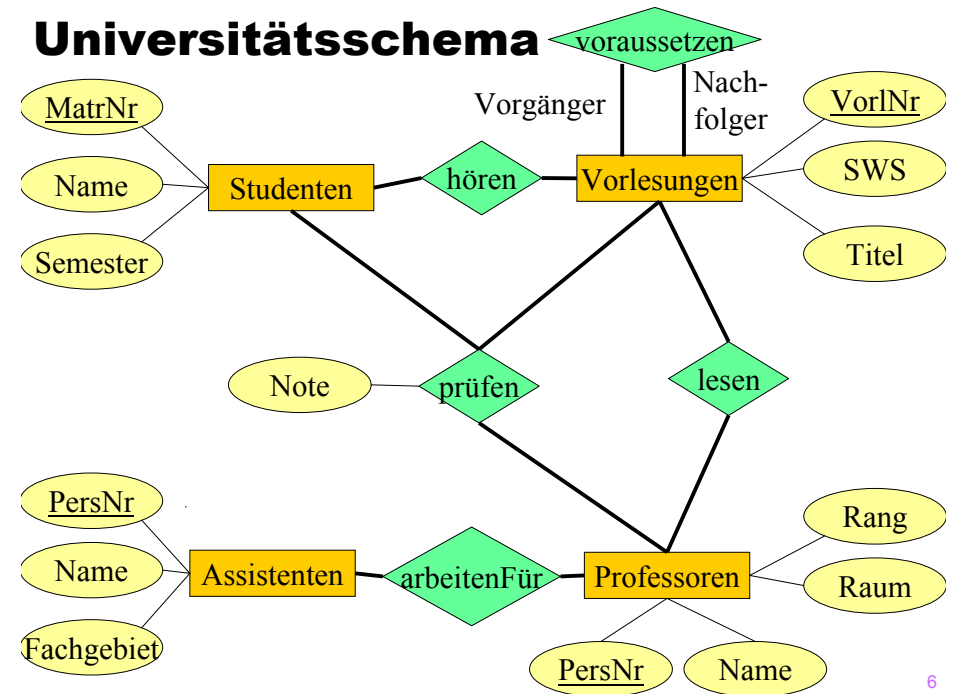 Universitätsschema
voraussetzen
Vorgänger
Nach-
folger
MatrNr
Name
Semester
Studenten
hören
Vorlesungen
VorlNr
SWS
Titel
Note
prüfen
lesen
PersNr
Name
Fachgebiet
Assistenten
arbeitenFür
Professoren
Rang
Raum
PersNr
Name
6